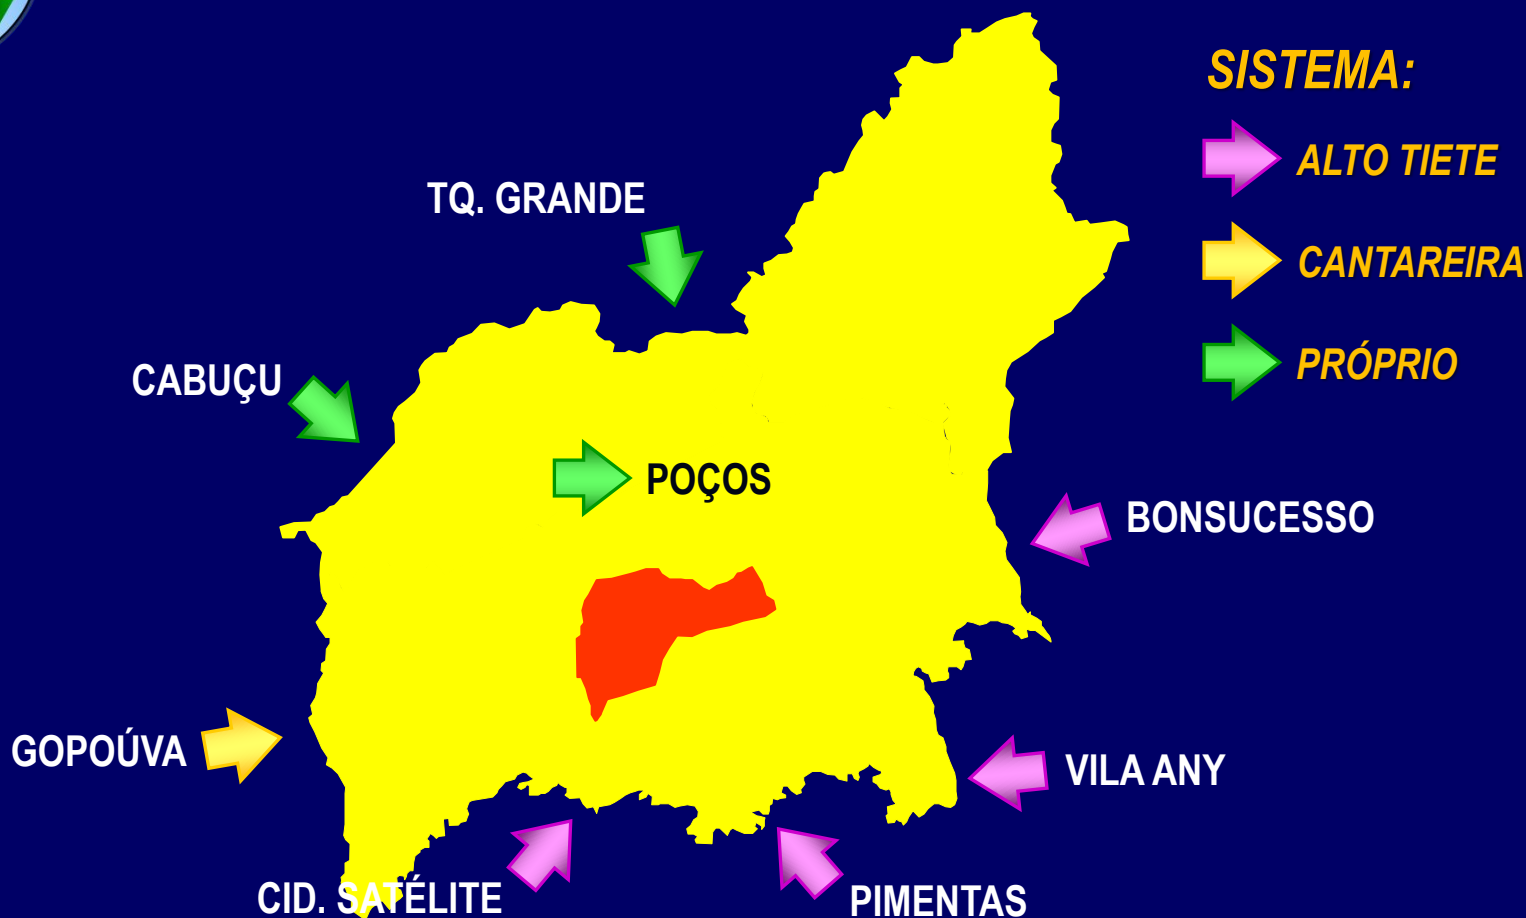 SISTEMA:
ALTO TIETE
CANTAREIRA
PRÓPRIO
TQ. GRANDE
CABUÇU
POÇOS
BONSUCESSO
GOPOÚVA
VILA ANY
CID. SATÉLITE
PIMENTAS